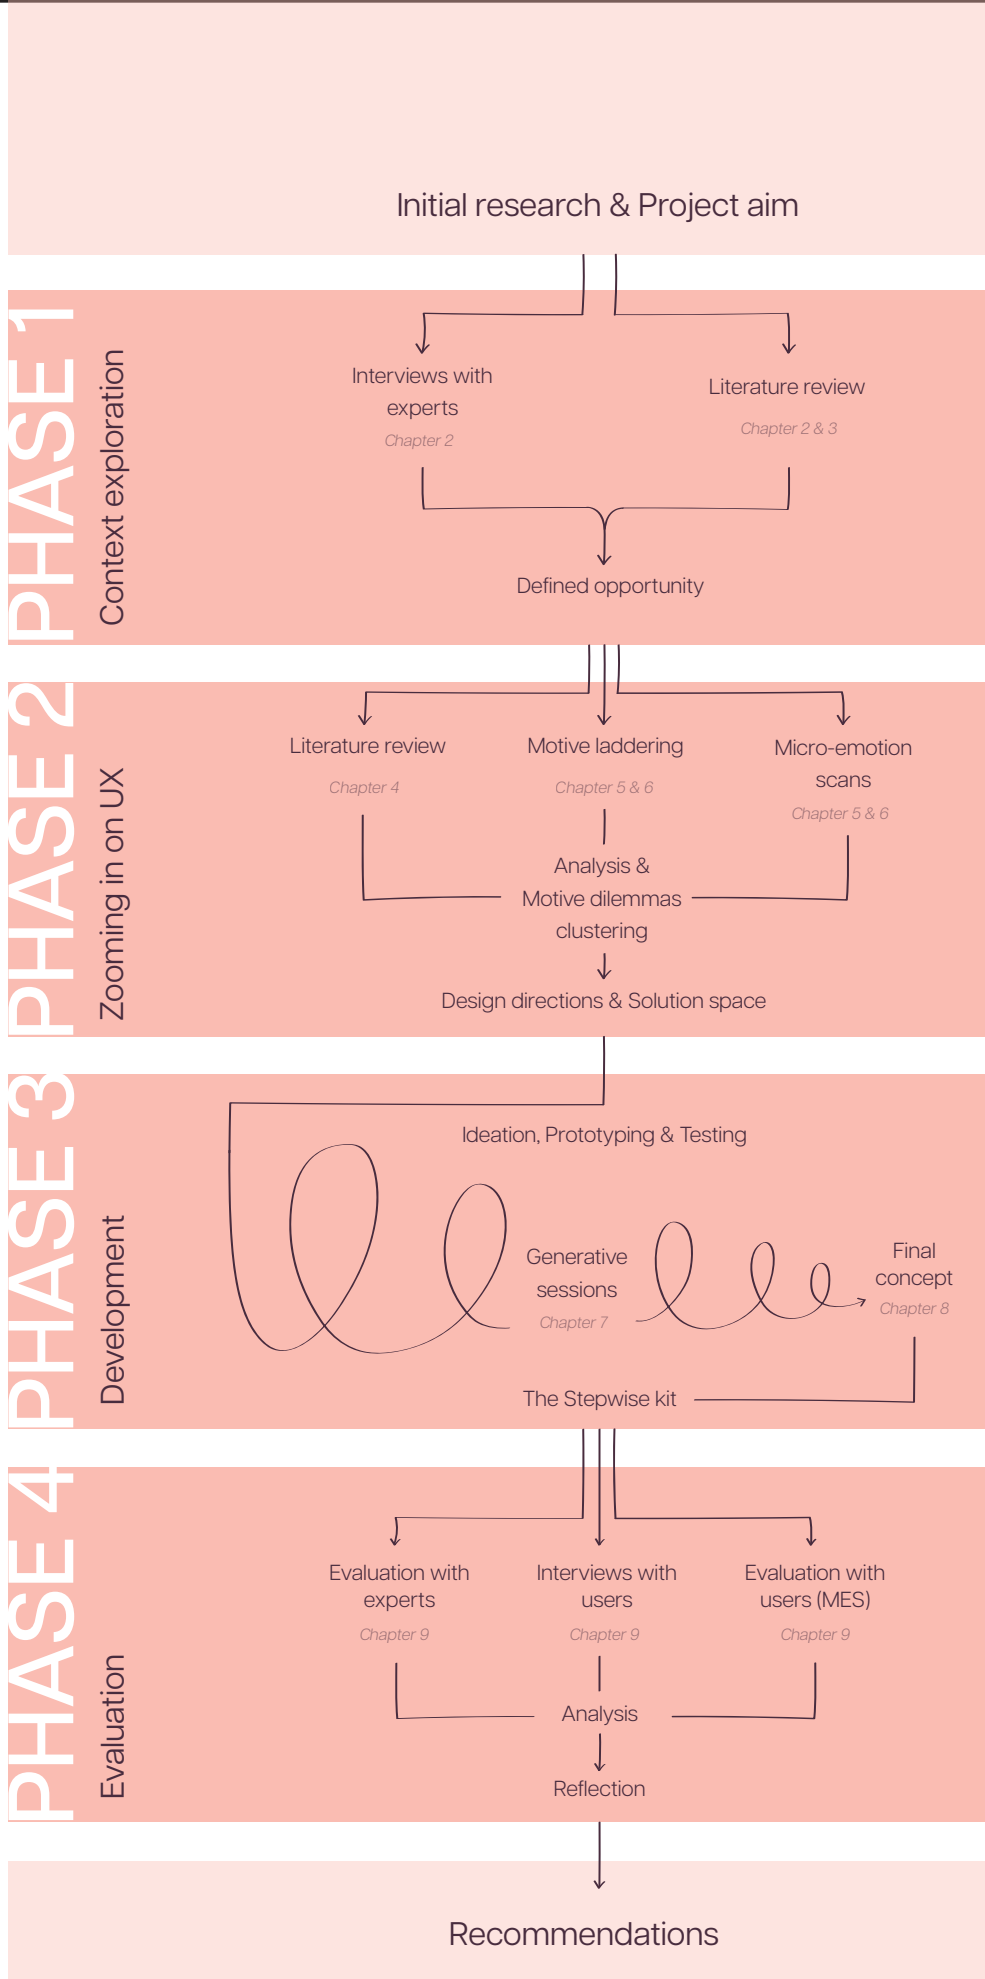 Initial research & Project aim
PHASE 1
Context exploration
Interviews with
experts
Chapter 2
Literature review
Chapter 2 & 3
Defined opportunity
PHASE 2
Zooming in on UX
Literature review
Chapter 4
Motive laddering
Chapter 5 & 6
Micro-emotion
scans
Chapter 5 & 6
Analysis &
Motive dilemmas
clustering
Design directions & Solution space
PHASE 3
Development
Ideation, Prototyping & Testing
Generative
sessions
Chapter 7
Final
concept
Chapter 8
The Stepwise kit
PHASE 4
Evaluation
Evaluation with
experts
Chapter 9
Interviews with
users
Chapter 9
Evaluation with
users (MES)
Chapter 9
Analysis
Reflection
Recommendations